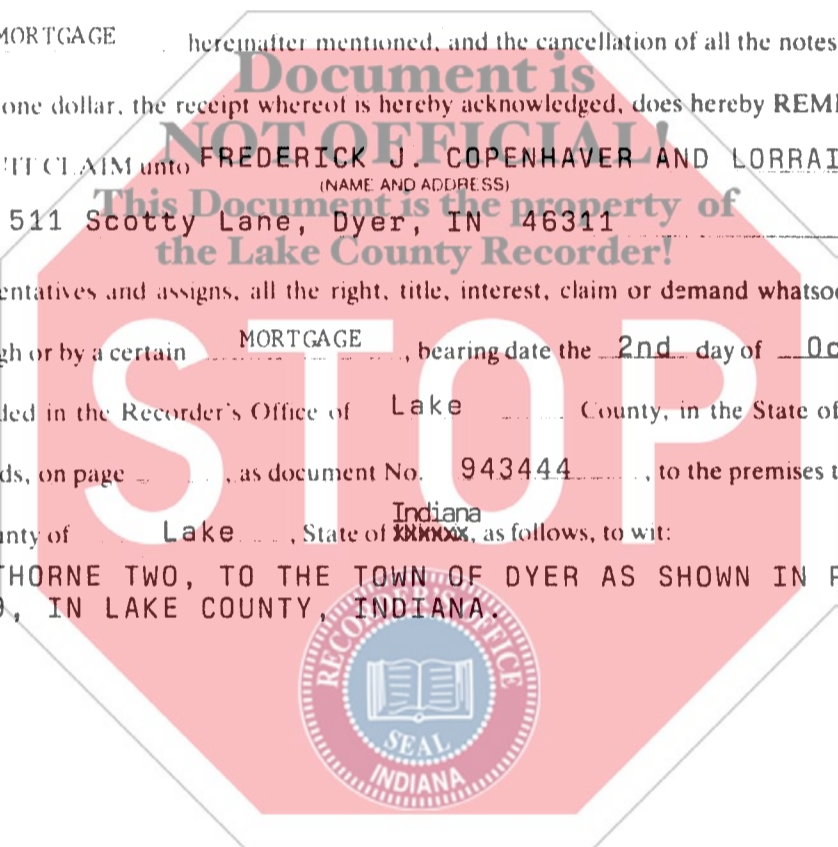 MORTGAGE hereinafter mentioned, and the cancellation of all the notes
Document is
one dollar, the receipt whereof is hereby acknowledged, does hereby REMI
NOT OFFICIAL!
IT CLAIM unto FREDERICK J. COPENHAVER AND LORRAI
(NAME AND ADDRESS)
This Document is the property of
511 Scotty Lane, Dyer, IN 46311
the Lake County Recorder!
entatives and assigns, all the right, title, interest, claim or demand whatso
gh or by a certain MORTGAGE, bearing date the 2nd day of Oc
STOP
ded in the Recorder's Office of Lake County, in the State of
ds, on page , as document No. 943444, to the premises t
Indiana
nty of Lake, State of xxxxxx, as follows, to wit:
THORNE TWO, TO THE TOWN OF DYER AS SHOWN IN P
, IN LAKE COUNTY, INDIANA.
RECORDER'S OFFICE
SEAL
INDIANA